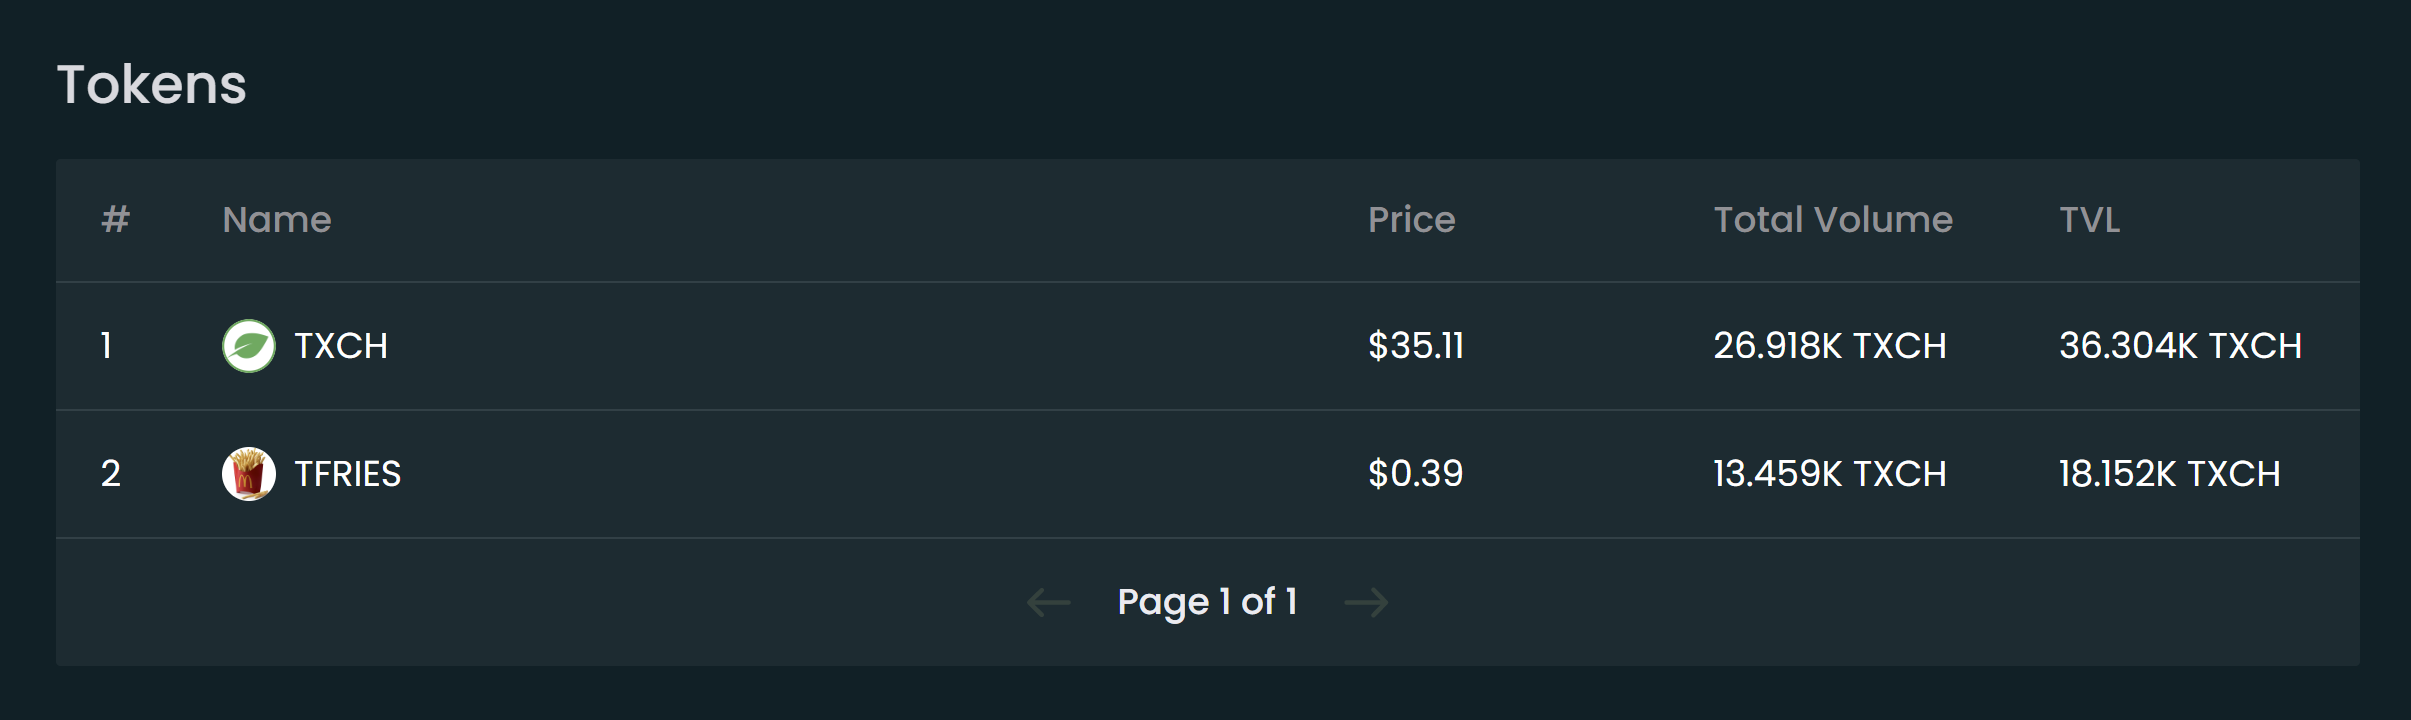 Tokens
# Name Price Total Volume TVL
1 TXCH $35.11 26.918K TXCH 36.304K TXCH
2 TFRIES $0.39 13.459K TXCH 18.152K TXCH
Page 1 of 1